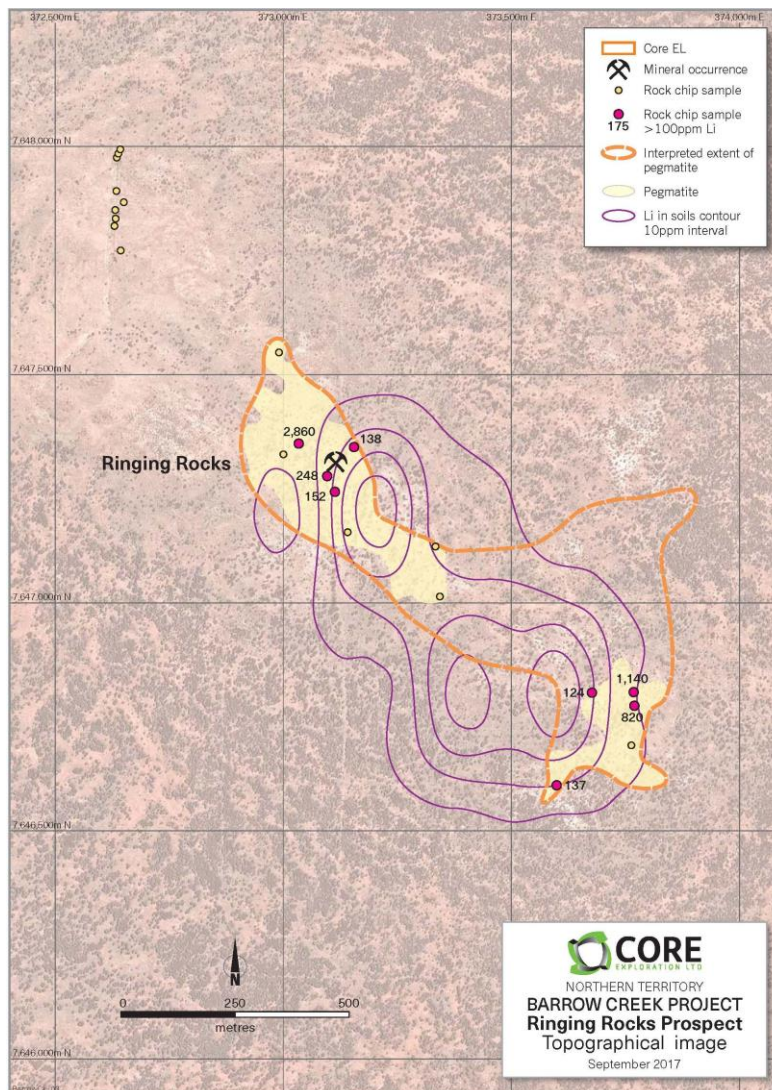 372,500m E
373,000m E
373,500m E
374,000m E
Core EL
Mineral occurrence
Rock chip sample
Rock chip sample
>100ppm Li
175
Interpreted extent of
pegmatite
Pegmatite
Li in soils contour
10ppm interval
7,648,000m N
7,647,500m N
2,860
138
Ringing Rocks
248
152
7,647,000m N
1,140
124
820
137
7,646,500m N
N
0
250
500
metres
CORE
EXPLORATION LTD
NORTHERN TERRITORY
BARROW CREEK PROJECT
Ringing Rocks Prospect
Topographical image
September 2017
7,646,000m N